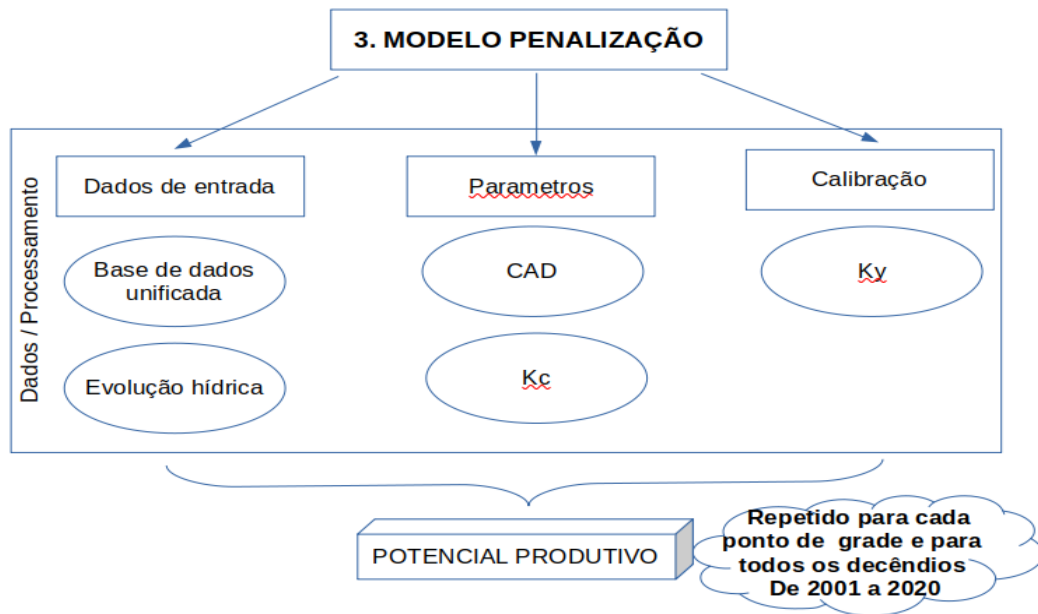 3. MODELO PENALIZAÇÃO
Dados / Processamento
Dados de entrada
Parametros
Calibração
Base de dados
unificada
CAD
Ky
Evolução hídrica
Kc
POTENCIAL PRODUTIVO
Repetido para cada
ponto de grade e para
todos os decêndios
De 2001 a 2020